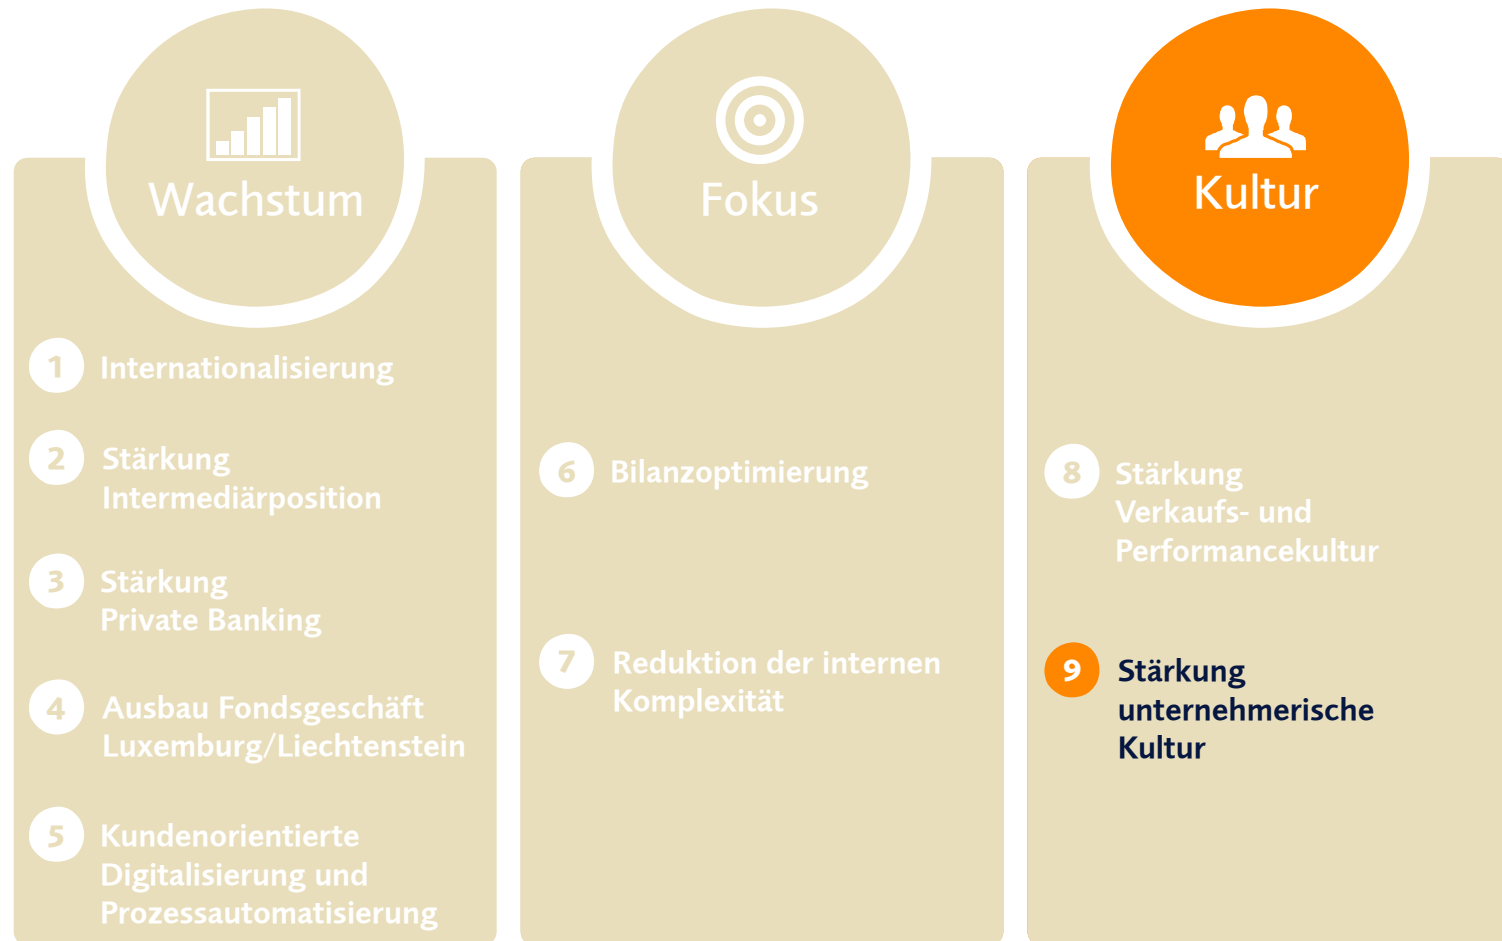 Wachstum
1 Internationalisierung
2 Stärkung
Intermediärposition
3 Stärkung
Private Banking
4 Ausbau Fondsgeschäft
Luxemburg/Liechtenstein
5 Kundenorientierte
Digitalisierung und
Prozessautomatisierung
Fokus
6 Bilanzoptimierung
7 Reduktion der internen
Komplexität
Kultur
8 Stärkung
Verkaufs- und
Performancekultur
9 Stärkung
unternehmerische
Kultur